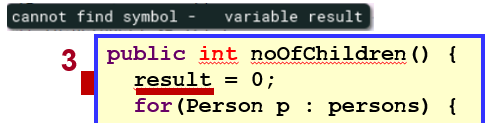 cannot find symbol -   variable result
3
public int noOfChildren() {
result = 0;
for(Person p : persons) {